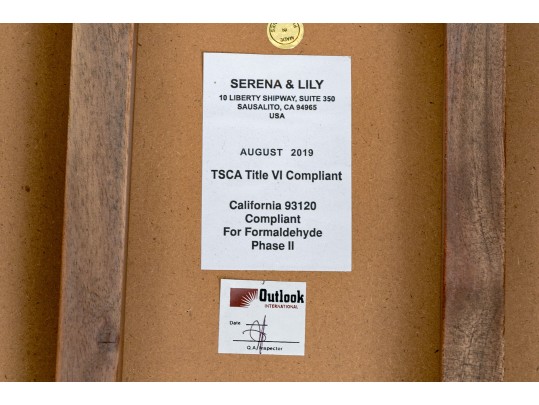 SERENA & LILY
10 LIBERTY SHIPWAY, SUITE 350
SAUSALITO, CA 94965
USA
AUGUST 2019
TSCA Title VI Compliant
California 93120
Compliant
For Formaldehyde
Phase II
Outlook
INTERNATIONAL
Date
Q.A. Inspector